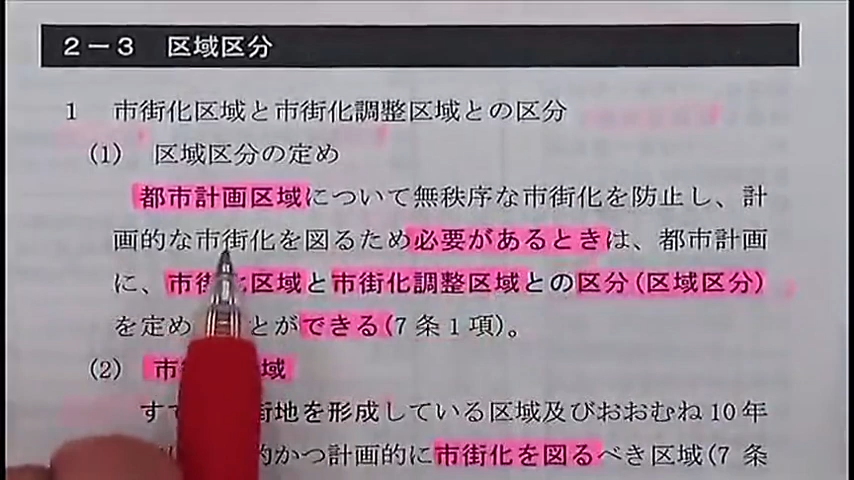 2－3 区域区分
1 市街化区域と市街化調整区域との区分
(1) 区域区分の定め
都市計画区域について無秩序な市街化を防止し、計
画的な市街化を図るため必要があるときは、都市計画
に、市街区域と市街化調整区域との区分(区域区分)
を定めとができる(7条1項)。
(2) 市域
す街地を形成している区域及びおおむね10年
的かつ計画的に市街化を図るべき区域(7条